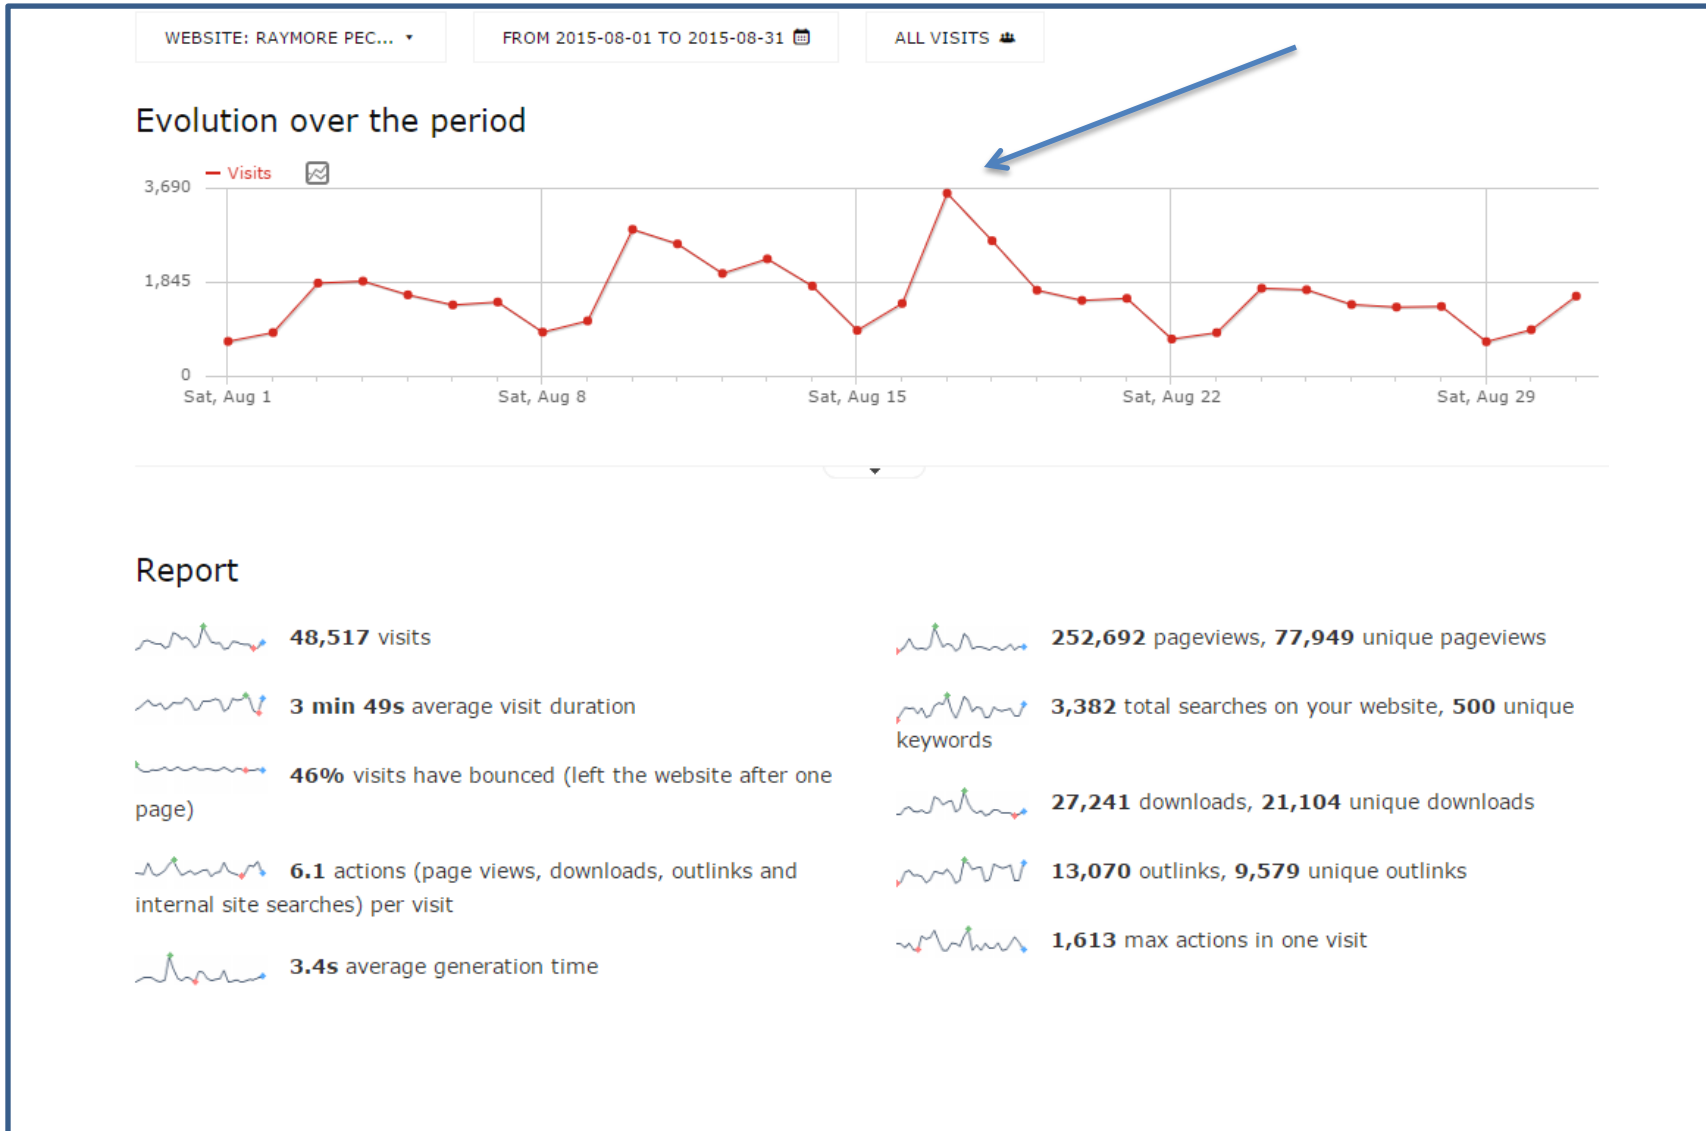 WEBSITE: RAYMORE PEC... FROM 2015-08-01 TO 2015-08-31 ALL VISITS
Evolution over the period
Visits
3,690
1,845
0
Sat, Aug 1 Sat, Aug 8 Sat, Aug 15 Sat, Aug 22 Sat, Aug 29
Report
48,517 visits
3 min 49s average visit duration
46% visits have bounced (left the website after one
page)
6.1 actions (page views, downloads, outlinks and
internal site searches) per visit
3.4s average generation time
252,692 pageviews, 77,949 unique pageviews
3,382 total searches on your website, 500 unique
keywords
27,241 downloads, 21,104 unique downloads
13,070 outlinks, 9,579 unique outlinks
1,613 max actions in one visit